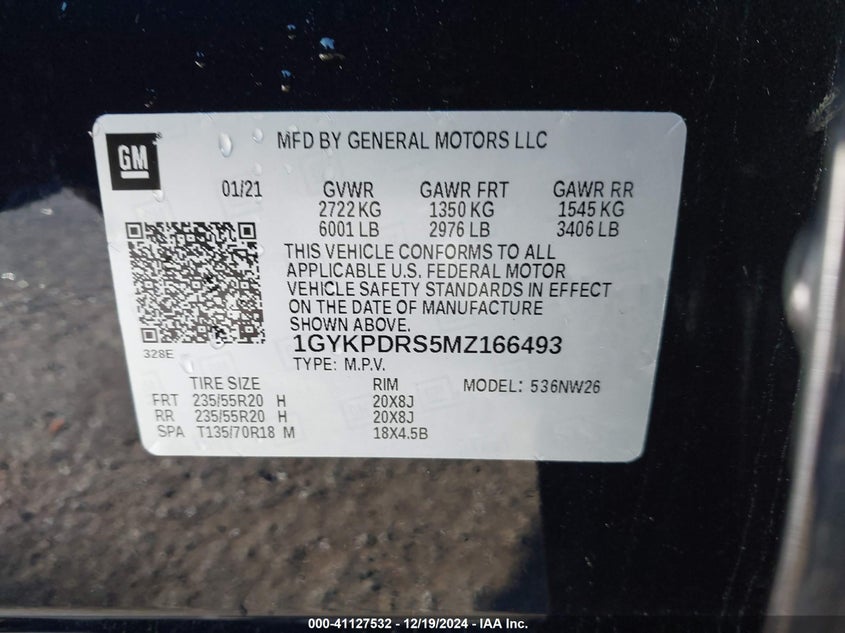 GM
MFD BY GENERAL MOTORS LLC
01/21 GVWR GAWR FRT GAWR RR
2722 KG 1350 KG 1545 KG
6001 LB 2976 LB 3406 LB
THIS VEHICLE CONFORMS TO ALL
APPLICABLE U.S. FEDERAL MOTOR
VEHICLE SAFETY STANDARDS IN EFFECT
ON THE DATE OF MANUFACTURE
SHOWN ABOVE.
328E
1GYKPDRS5MZ166493
TYPE: M.P.V.
TIRE SIZE RIM MODEL: 536NW26
FRT 235/55R20 H 20X8J
RR 235/55R20 H 20X8J
SPA T135/70R18 M 18X4.5B
000-41127532 - 12/19/2024 - IAA Inc.